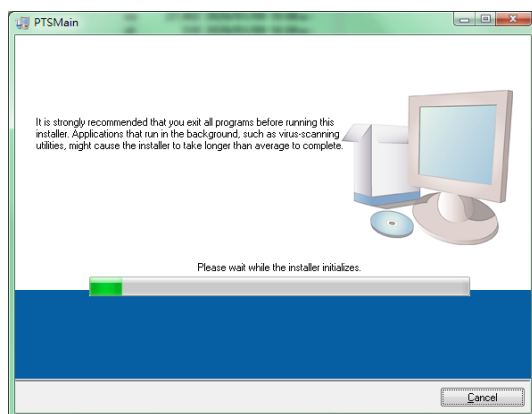 PTSMain
It is strongly recommended that you exit all programs before running this
installer. Applications that run in the background, such as virus-scanning
utilities, might cause the installer to take longer than average to complete.
Please wait while the installer initializes.
Cancel